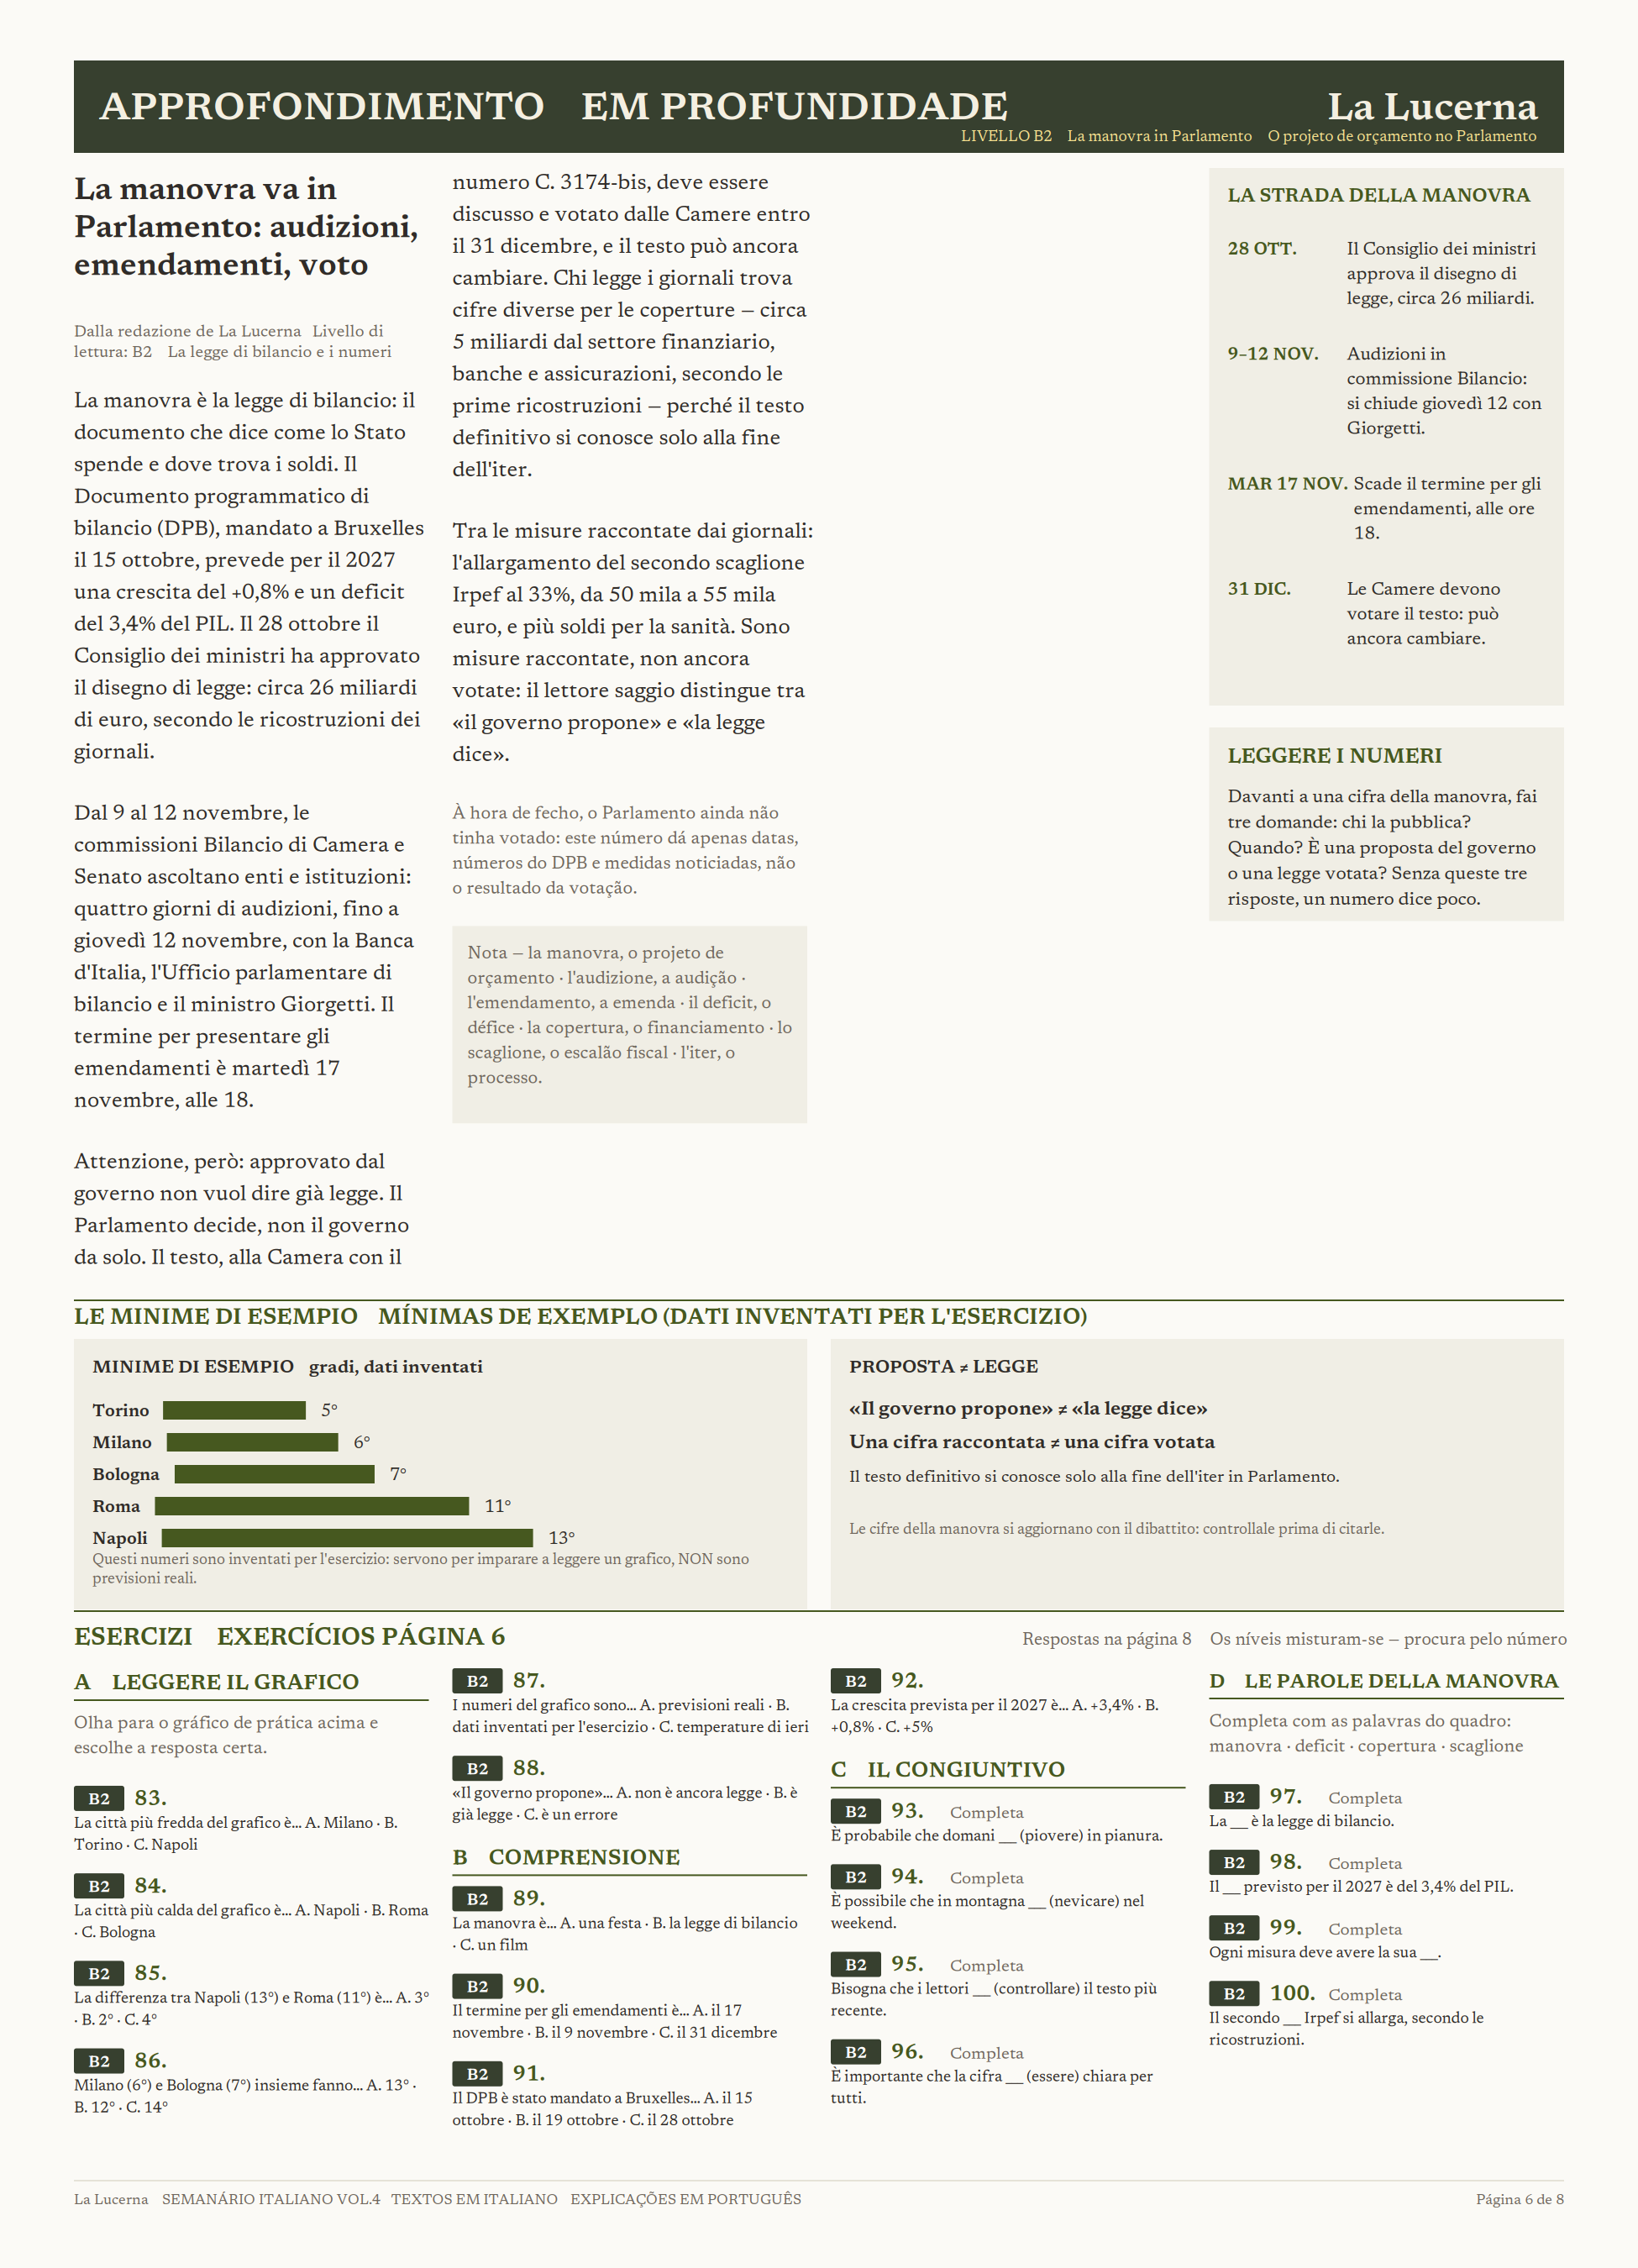 APPROFONDIMENTO EM PROFUNDIDADE
La Lucerna
LIVELLO B2 La manovra in Parlamento O projeto de orçamento no Parlamento
La manovra va in
Parlamento: audizioni,
emendamenti, voto
Dalla redazione de La Lucerna Livello di
lettura: B2 La legge di bilancio e i numeri
La manovra è la legge di bilancio: il
documento che dice come lo Stato
spende e dove trova i soldi. Il
Documento programmatico di
bilancio (DPB), mandato a Bruxelles
il 15 ottobre, prevede per il 2027
una crescita del +0,8% e un deficit
del 3,4% del PIL. Il 28 ottobre il
Consiglio dei ministri ha approvato
il disegno di legge: circa 26 miliardi
di euro, secondo le ricostruzioni dei
giornali.
Dal 9 al 12 novembre, le
commissioni Bilancio di Camera e
Senato ascoltano enti e istituzioni:
quattro giorni di audizioni, fino a
giovedì 12 novembre, con la Banca
d'Italia, l'Ufficio parlamentare di
bilancio e il ministro Giorgetti. Il
termine per presentare gli
emendamenti è martedì 17
novembre, alle 18.
Attenzione, però: approvato dal
governo non vuol dire già legge. Il
Parlamento decide, non il governo
da solo. Il testo, alla Camera con il
numero C. 3174-bis, deve essere
discusso e votato dalle Camere entro
il 31 dicembre, e il testo può ancora
cambiare. Chi legge i giornali trova
cifre diverse per le coperture — circa
5 miliardi dal settore finanziario,
banche e assicurazioni, secondo le
prime ricostruzioni — perché il testo
definitivo si conosce solo alla fine
dell'iter.
Tra le misure raccontate dai giornali:
l'allargamento del secondo scaglione
Irpef al 33%, da 50 mila a 55 mila
euro, e più soldi per la sanità. Sono
misure raccontate, non ancora
votate: il lettore saggio distingue tra
«il governo propone» e «la legge
dice».
À hora de fecho, o Parlamento ainda não
tinha votado: este número dá apenas datas,
números do DPB e medidas noticiadas, não
o resultado da votação.
Nota — la manovra, o projeto de
orçamento · l'audizione, a audição ·
l'emendamento, a emenda · il deficit, o
défice · la copertura, o financiamento · lo
scaglione, o escalão fiscal · l'iter, o
processo.
LA STRADA DELLA MANOVRA
28 OTT. Il Consiglio dei ministri
approva il disegno di
legge, circa 26 miliardi.
9–12 NOV. Audizioni in
commissione Bilancio:
si chiude giovedì 12 con
Giorgetti.
MAR 17 NOV. Scade il termine per gli
emendamenti, alle ore
18.
31 DIC. Le Camere devono
votare il testo: può
ancora cambiare.
LEGGERE I NUMERI
Davanti a una cifra della manovra, fai
tre domande: chi la pubblica?
Quando? È una proposta del governo
o una legge votata? Senza queste tre
risposte, un numero dice poco.
LE MINIME DI ESEMPIO MÍNIMAS DE EXEMPLO (DATI INVENTATI PER L'ESERCIZIO)
MINIME DI ESEMPIO gradi, dati inventati
Torino 5°
Milano 6°
Bologna 7°
Roma 11°
Napoli 13°
Questi numeri sono inventati per l'esercizio: servono per imparare a leggere un grafico, NON sono
previsioni reali.
PROPOSTA ≠ LEGGE
«Il governo propone» ≠ «la legge dice»
Una cifra raccontata ≠ una cifra votata
Il testo definitivo si conosce solo alla fine dell'iter in Parlamento.
Le cifre della manovra si aggiornano con il dibattito: controllale prima di citarle.
ESERCIZI EXERCÍCIOS PÁGINA 6
Respostas na página 8 Os níveis misturam-se — procura pelo número
A LEGGERE IL GRAFICO
Olha para o gráfico de prática acima e
escolhe a resposta certa.
B2 83.
La città più fredda del grafico è... A. Milano · B.
Torino · C. Napoli
B2 84.
La città più calda del grafico è... A. Napoli · B. Roma
· C. Bologna
B2 85.
La differenza tra Napoli (13°) e Roma (11°) è... A. 3°
· B. 2° · C. 4°
B2 86.
Milano (6°) e Bologna (7°) insieme fanno... A. 13° ·
B. 12° · C. 14°
B2 87.
I numeri del grafico sono... A. previsioni reali · B.
dati inventati per l'esercizio · C. temperature di ieri
B2 88.
«Il governo propone»... A. non è ancora legge · B. è
già legge · C. è un errore
B COMPRENSIONE
B2 89.
La manovra è... A. una festa · B. la legge di bilancio
· C. un film
B2 90.
Il termine per gli emendamenti è... A. il 17
novembre · B. il 9 novembre · C. il 31 dicembre
B2 91.
Il DPB è stato mandato a Bruxelles... A. il 15
ottobre · B. il 19 ottobre · C. il 28 ottobre
B2 92.
La crescita prevista per il 2027 è... A. +3,4% · B.
+0,8% · C. +5%
C IL CONGIUNTIVO
B2 93. Completa
È probabile che domani __ (piovere) in pianura.
B2 94. Completa
È possibile che in montagna __ (nevicare) nel
weekend.
B2 95. Completa
Bisogna che i lettori __ (controllare) il testo più
recente.
B2 96. Completa
È importante che la cifra __ (essere) chiara per
tutti.
D LE PAROLE DELLA MANOVRA
Completa com as palavras do quadro:
manovra · deficit · copertura · scaglione
B2 97. Completa
La __ è la legge di bilancio.
B2 98. Completa
Il __ previsto per il 2027 è del 3,4% del PIL.
B2 99. Completa
Ogni misura deve avere la sua __.
B2 100. Completa
Il secondo __ Irpef si allarga, secondo le
ricostruzioni.
La Lucerna SEMANÁRIO ITALIANO VOL.4 TEXTOS EM ITALIANO EXPLICAÇÕES EM PORTUGUÊS
Página 6 de 8